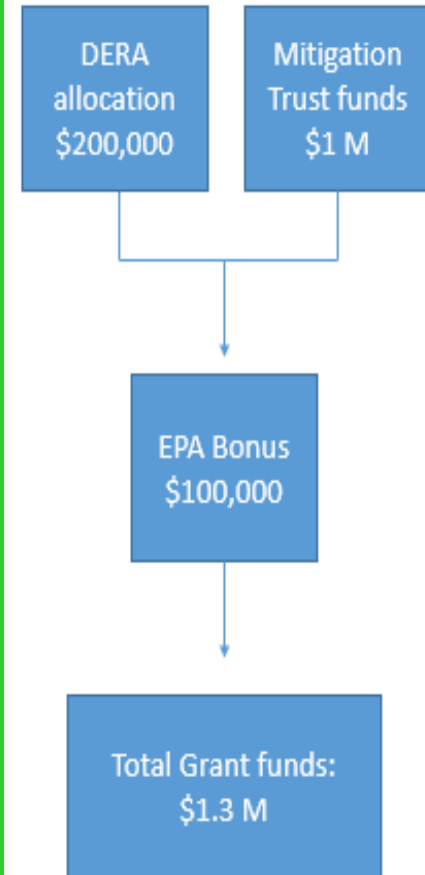 DERA
allocation
$200,000
Mitigation
Trust funds
$1 M
EPA Bonus
$100,000
Total Grant funds:
$1.3 M